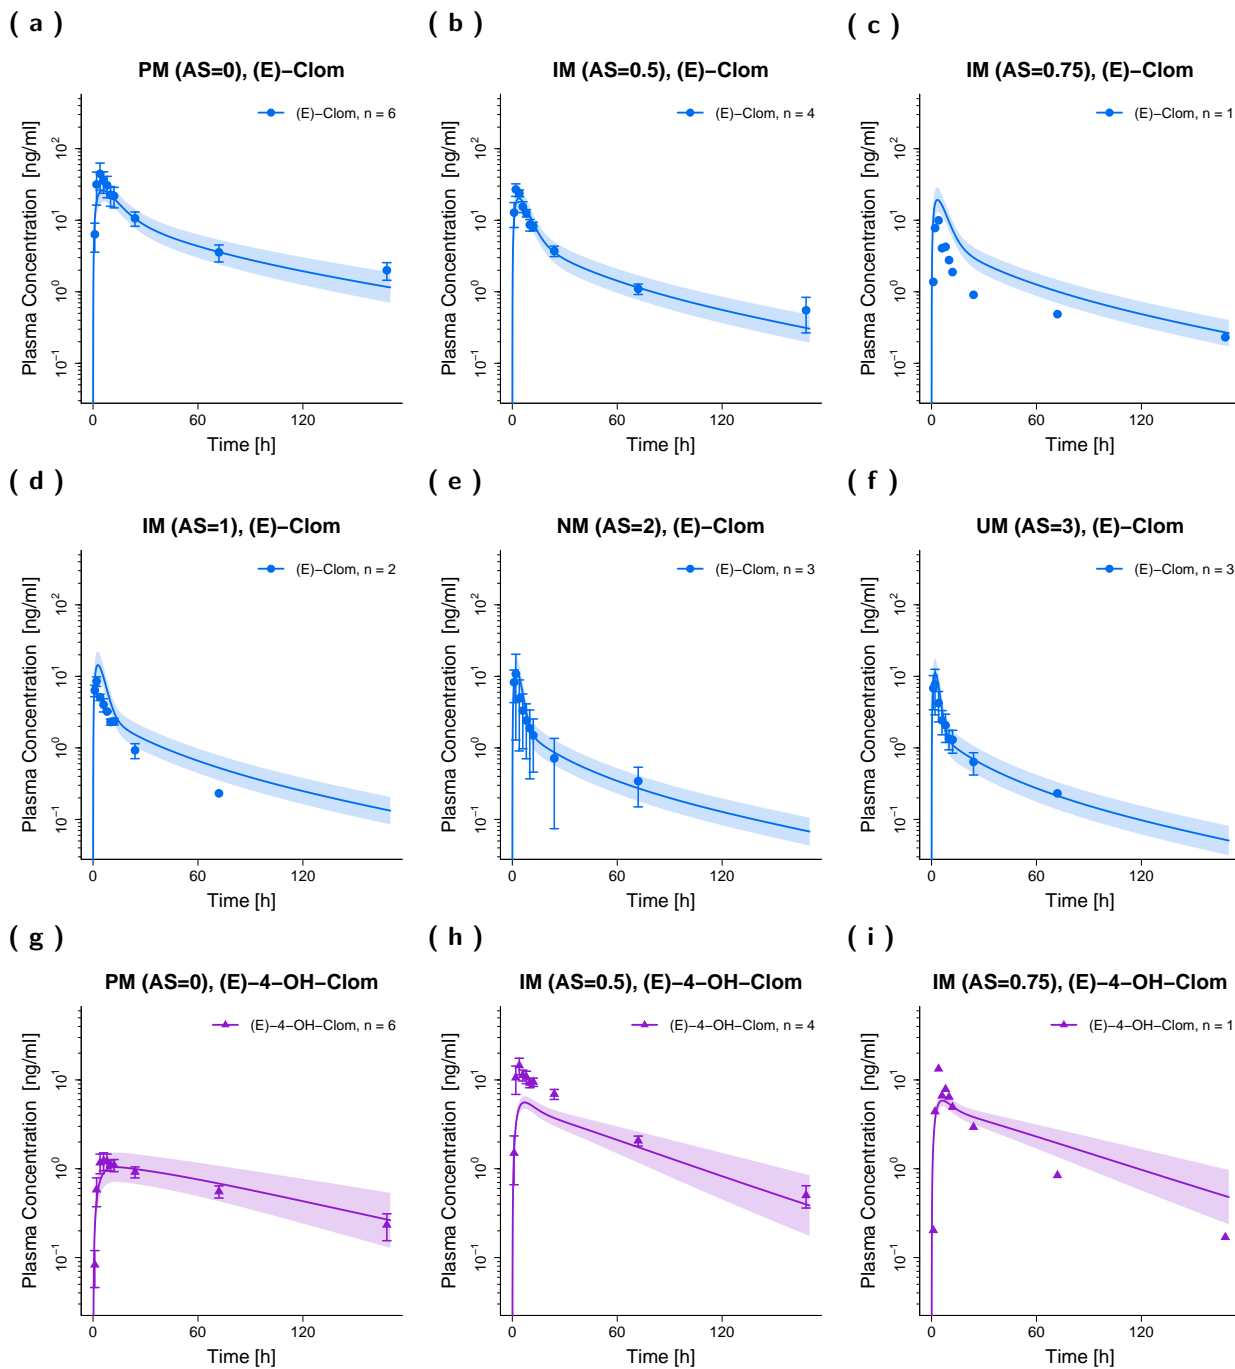 ( a )
PM (AS=0), (E)−Clom
(E)−Clom, n = 6
Plasma Concentration [ng/ml]
10²
10¹
10⁰
10⁻¹
0 60 120
Time [h]
( b )
IM (AS=0.5), (E)−Clom
(E)−Clom, n = 4
Plasma Concentration [ng/ml]
10²
10¹
10⁰
10⁻¹
0 60 120
Time [h]
( c )
IM (AS=0.75), (E)−Clom
(E)−Clom, n = 1
Plasma Concentration [ng/ml]
10²
10¹
10⁰
10⁻¹
0 60 120
Time [h]
( d )
IM (AS=1), (E)−Clom
(E)−Clom, n = 2
Plasma Concentration [ng/ml]
10²
10¹
10⁰
10⁻¹
0 60 120
Time [h]
( e )
NM (AS=2), (E)−Clom
(E)−Clom, n = 3
Plasma Concentration [ng/ml]
10²
10¹
10⁰
10⁻¹
0 60 120
Time [h]
( f )
UM (AS=3), (E)−Clom
(E)−Clom, n = 3
Plasma Concentration [ng/ml]
10²
10¹
10⁰
10⁻¹
0 60 120
Time [h]
( g )
PM (AS=0), (E)−4−OH−Clom
(E)−4−OH−Clom, n = 6
Plasma Concentration [ng/ml]
10¹
10⁰
10⁻¹
0 60 120
Time [h]
( h )
IM (AS=0.5), (E)−4−OH−Clom
(E)−4−OH−Clom, n = 4
Plasma Concentration [ng/ml]
10¹
10⁰
10⁻¹
0 60 120
Time [h]
( i )
IM (AS=0.75), (E)−4−OH−Clom
(E)−4−OH−Clom, n = 1
Plasma Concentration [ng/ml]
10¹
10⁰
10⁻¹
0 60 120
Time [h]